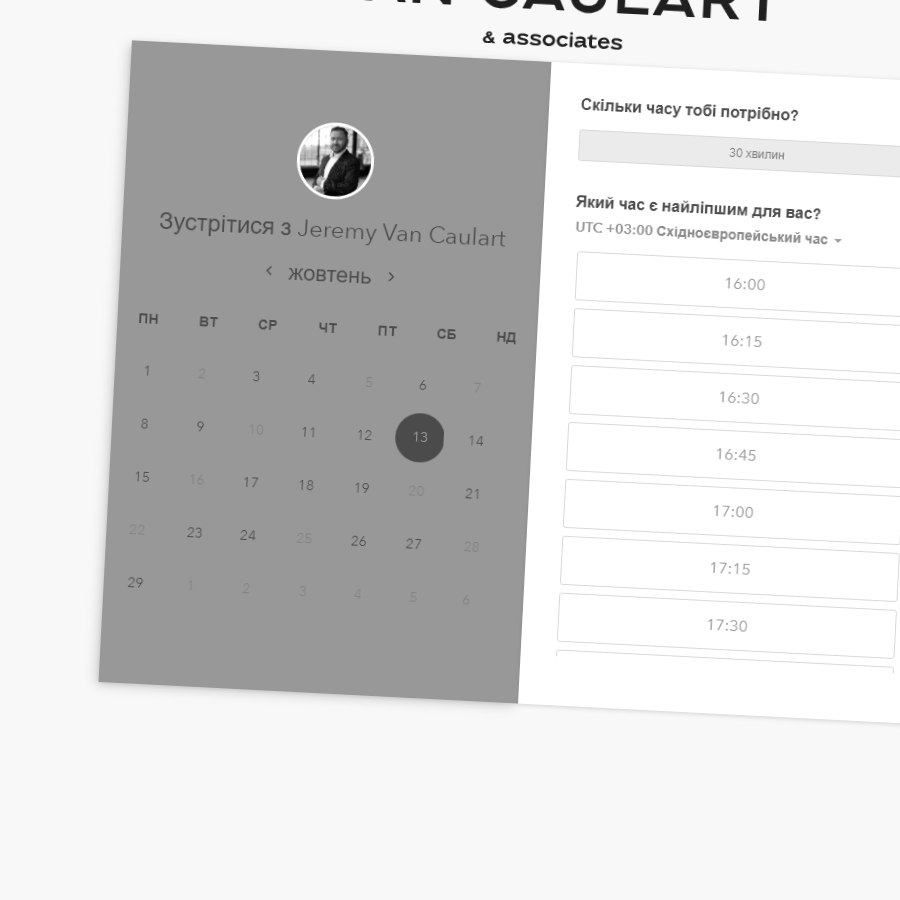 CAULART
& associates
Зустрітися з Jeremy Van Caulart
‹ жовтень ›
ПН ВТ СР ЧТ ПТ СБ НД
1 2 3 4 5 6 7
8 9 10 11 12 13 14
15 16 17 18 19 20 21
22 23 24 25 26 27 28
29 1 2 3 4 5 6
Скільки часу тобі потрібно?
30 хвилин
Який час є найліпшим для вас?
UTC +03:00 Східноєвропейський час
16:00
16:15
16:30
16:45
17:00
17:15
17:30